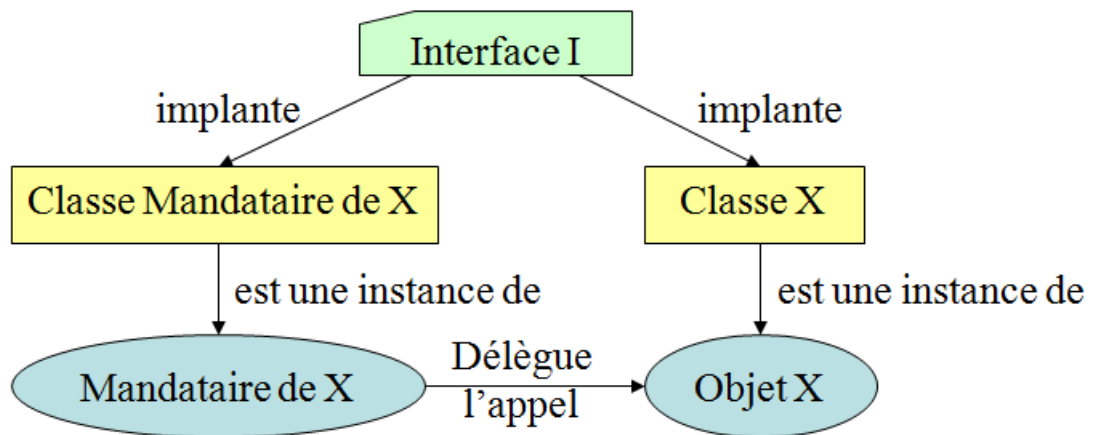 Interface I
implante
implante
Classe Mandataire de X
Classe X
est une instance de
est une instance de
Mandataire de X
Délègue
l'appel
Objet X